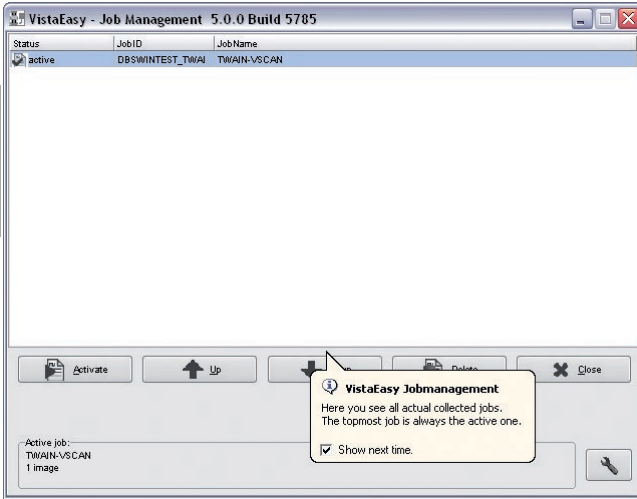 VistaEasy - Job Management 5.0.0 Build 5785
Status JobID JobName
active DBSWINTEST_TWAI TWAIN-VSCAN
Activate Up Delete Close
VistaEasy Jobmanagement
Here you see all actual collected jobs.
The topmost job is always the active one.
Show next time.
Active job:
TWAIN-VSCAN
1 image